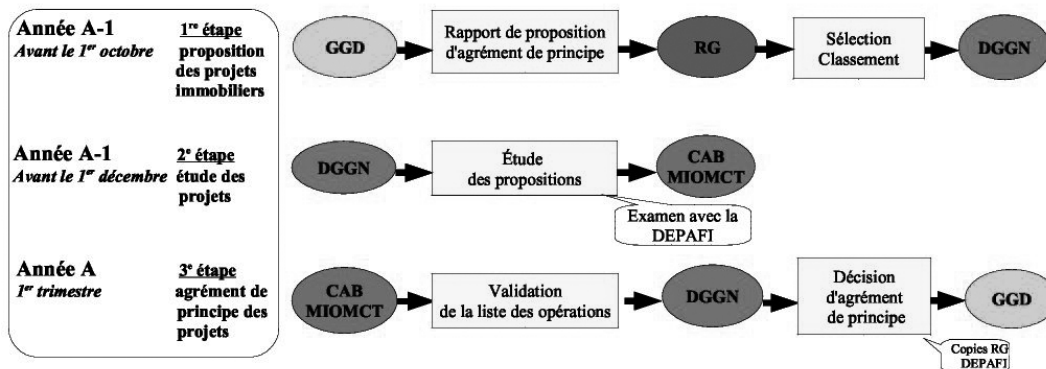 Année A-1
Avant le 1er octobre
1re étape
proposition
des projets
immobiliers
GGD
Rapport de proposition
d'agrément de principe
RG
Sélection
Classement
DGGN
Année A-1
Avant le 1er décembre
2e étape
étude des
projets
DGGN
Étude
des propositions
CAB
MIOMCT
Examen avec la
DEPAFI
Année A
1er trimestre
3e étape
agrément de
principe des
projets
CAB
MIOMCT
Validation
de la liste des opérations
DGGN
Décision
d'agrément
de principe
GGD
Copies RG
DEPAFI